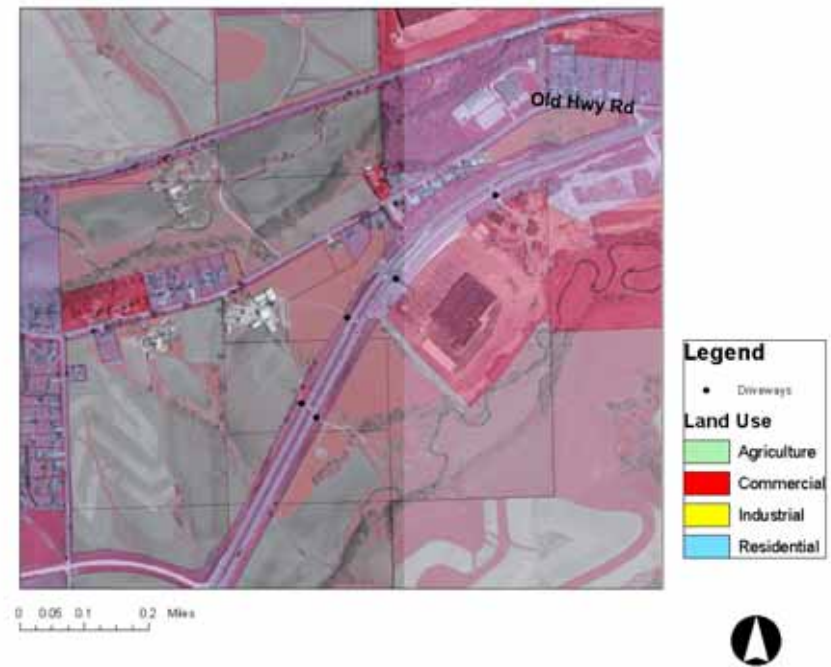 Old Hwy Rd
Legend
Driveways
Land Use
Agriculture
Commercial
Industrial
Residential
0 0.05 0.1 0.2 Miles